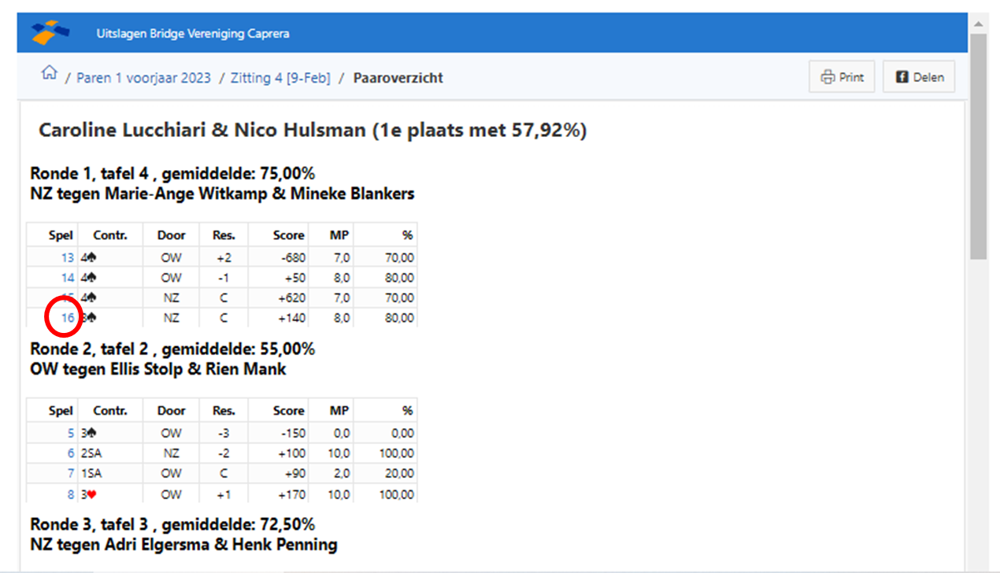 Uitslagen Bridge Vereniging Caprera
/ Paren 1 voorjaar 2023 / Zitting 4 [9-Feb] / Paaroverzicht
Print
Delen
Caroline Lucchiari & Nico Hulsman (1e plaats met 57,92%)
Ronde 1, tafel 4 , gemiddelde: 75,00%
NZ tegen Marie-Ange Witkamp & Mineke Blankers
Spel Contr. Door Res. Score MP %
13 4♠ OW +2 -680 7,0 70,00
14 4♠ OW -1 +50 8,0 80,00
15 4♠ NZ C +620 7,0 70,00
16 3♠ NZ C +140 8,0 80,00
Ronde 2, tafel 2 , gemiddelde: 55,00%
OW tegen Ellis Stolp & Rien Mank
Spel Contr. Door Res. Score MP %
5 3♠ OW -3 -150 0,0 0,00
6 2SA NZ -2 +100 10,0 100,00
7 1SA OW C +90 2,0 20,00
8 3♥ OW +1 +170 10,0 100,00
Ronde 3, tafel 3 , gemiddelde: 72,50%
NZ tegen Adri Elgersma & Henk Penning